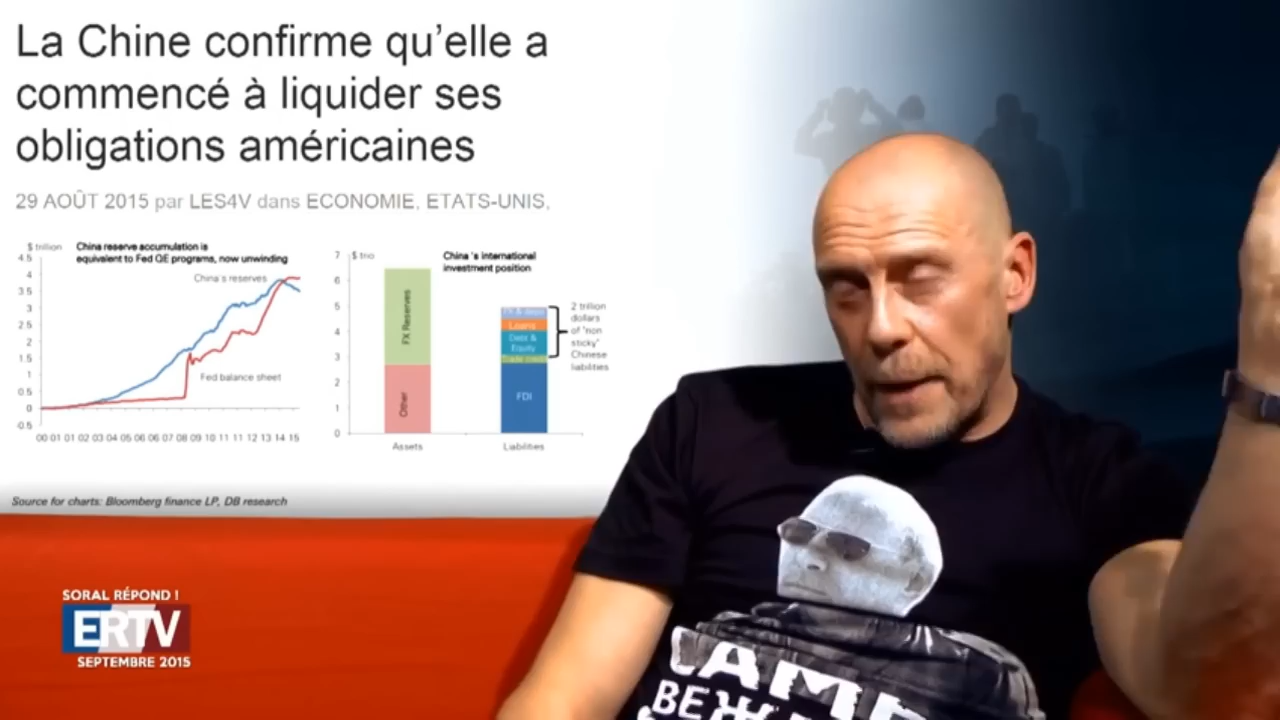 La Chine confirme qu’elle a
commencé à liquider ses
obligations américaines
29 AOÛT 2015 par LES4V dans ECONOMIE, ETATS-UNIS,
$ trillion
China reserve accumulation is
equivalent to Fed QE programs, now unwinding
4.5
4
3.5
3
2.5
2
1.5
1
0.5
0
-0.5
China's reserves
Fed balance sheet
00 01 01 02 03 04 05 06 06 07 08 09 10 11 11 12 13 14 15
$ trio
China 's international
investment position
7
6
5
4
3
2
1
0
FX Reserves
Other
Loans
Debt &
Equity
FDI
2 trillion
dollars
of "non
sticky"
Chinese
liabilities
Assets
Liabilities
Source for charts: Bloomberg finance LP, DB research
SORAL RÉPOND !
ERTV
SEPTEMBRE 2015